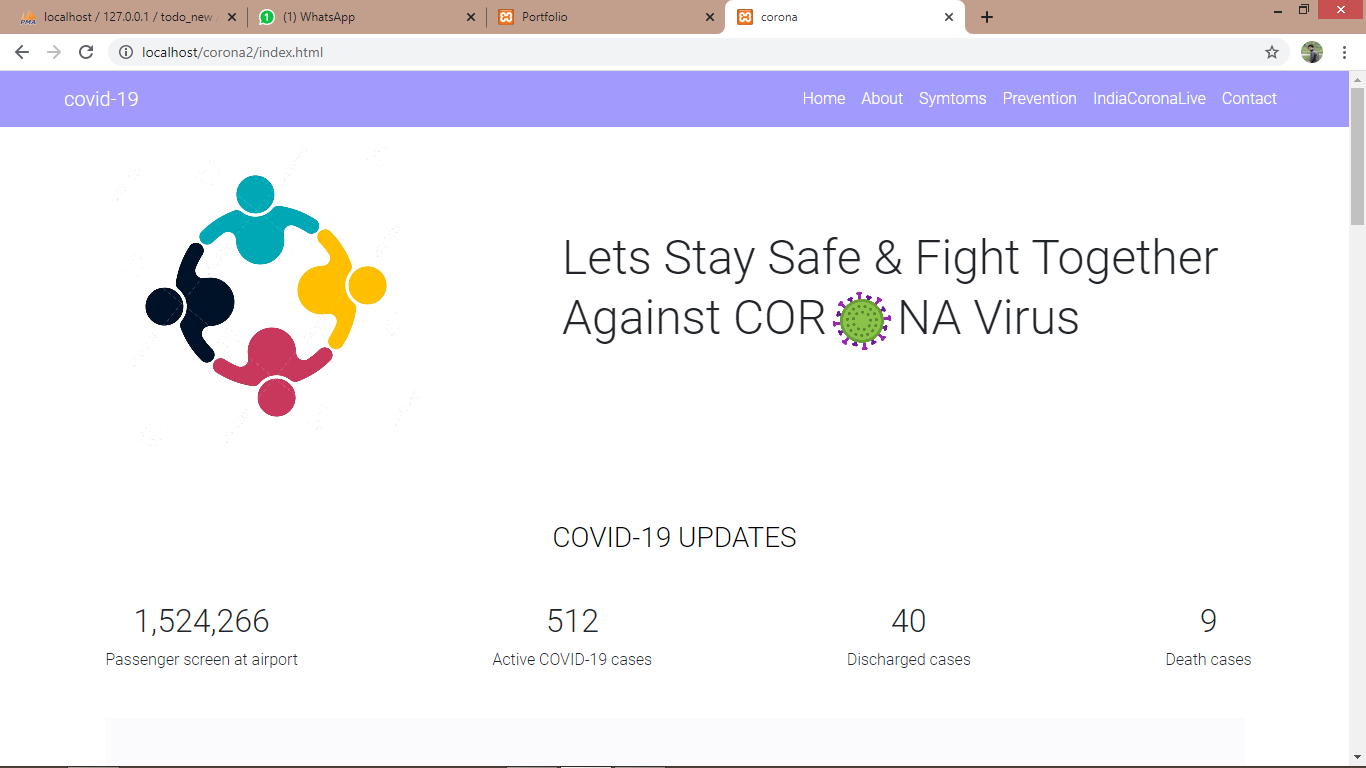 localhost / 127.0.0.1 / todo_new
(1) WhatsApp
Portfolio
corona
localhost/corona2/index.html
covid-19
Home About Symtoms Prevention IndiaCoronaLive Contact
Lets Stay Safe & Fight Together
Against COR NA Virus
COVID-19 UPDATES
1,524,266 512 40 9
Passenger screen at airport Active COVID-19 cases Discharged cases Death cases